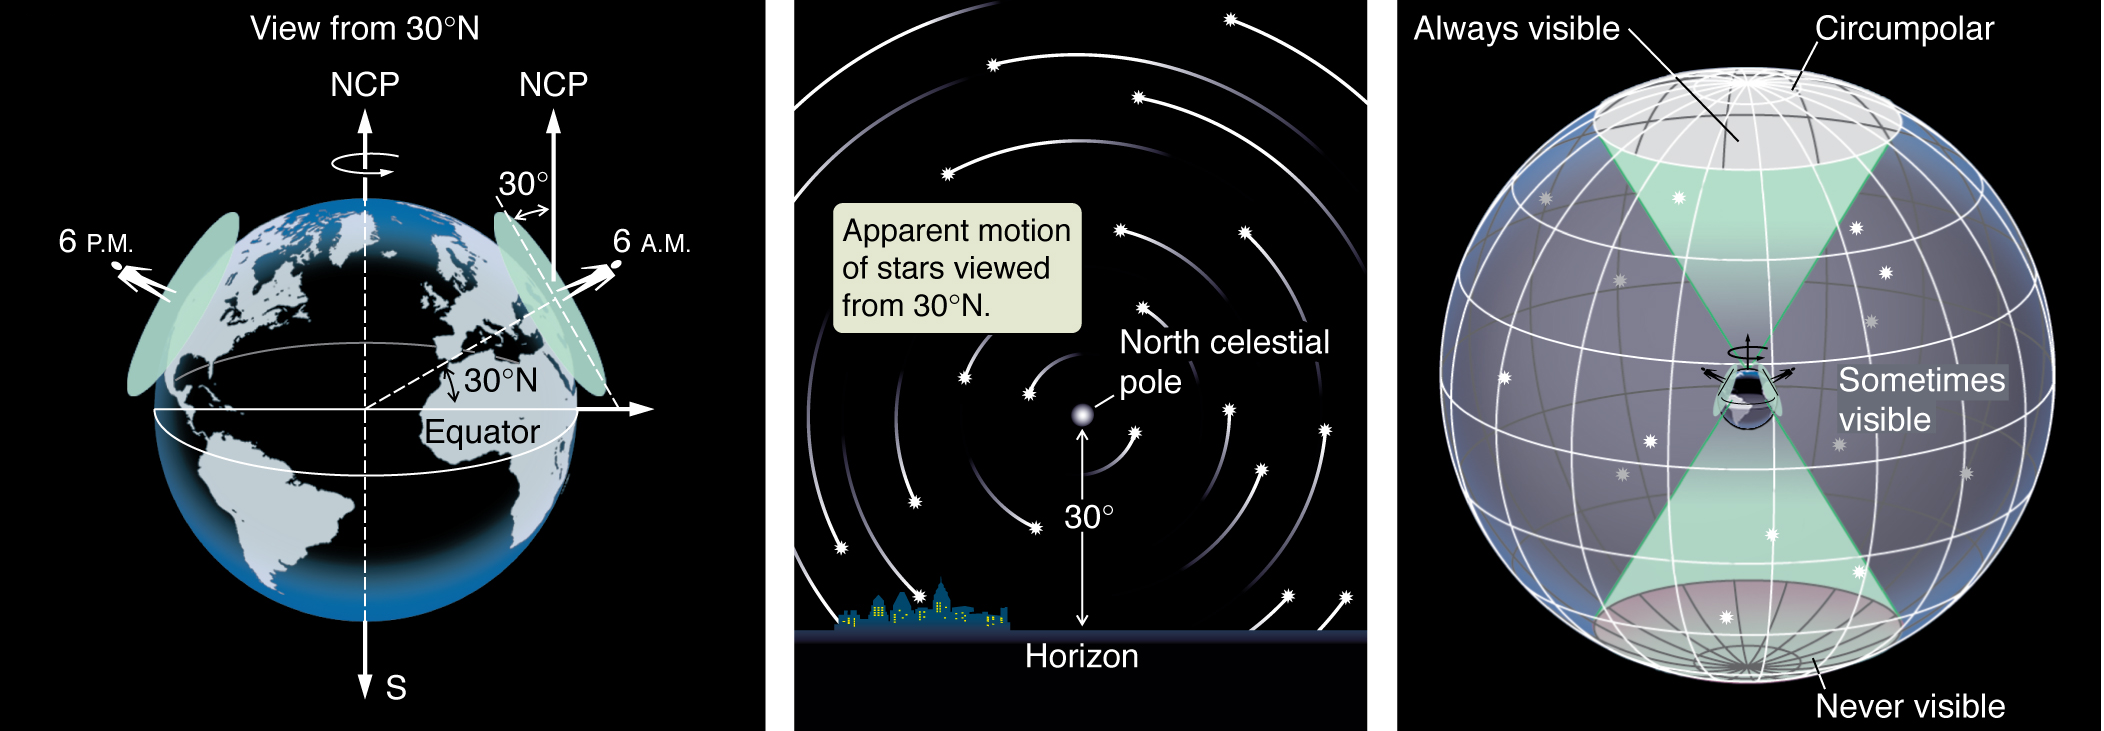 View from 30°N
NCP
NCP
30°
6 P.M.
6 A.M.
30°N
Equator
S
Apparent motion
of stars viewed
from 30°N.
North celestial
pole
30°
Horizon
Always visible
Circumpolar
Sometimes
visible
Never visible